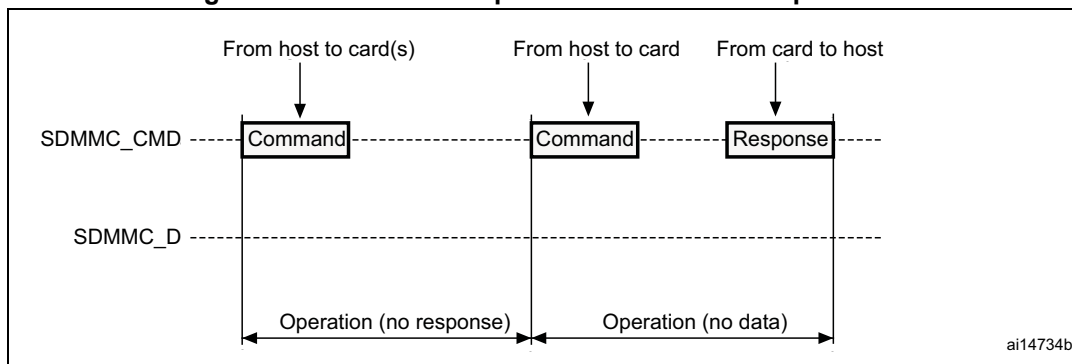 From host to card(s) From host to card From card to host
SDMMC_CMD Command Command Response
SDMMC_D
Operation (no response) Operation (no data)
ai14734b